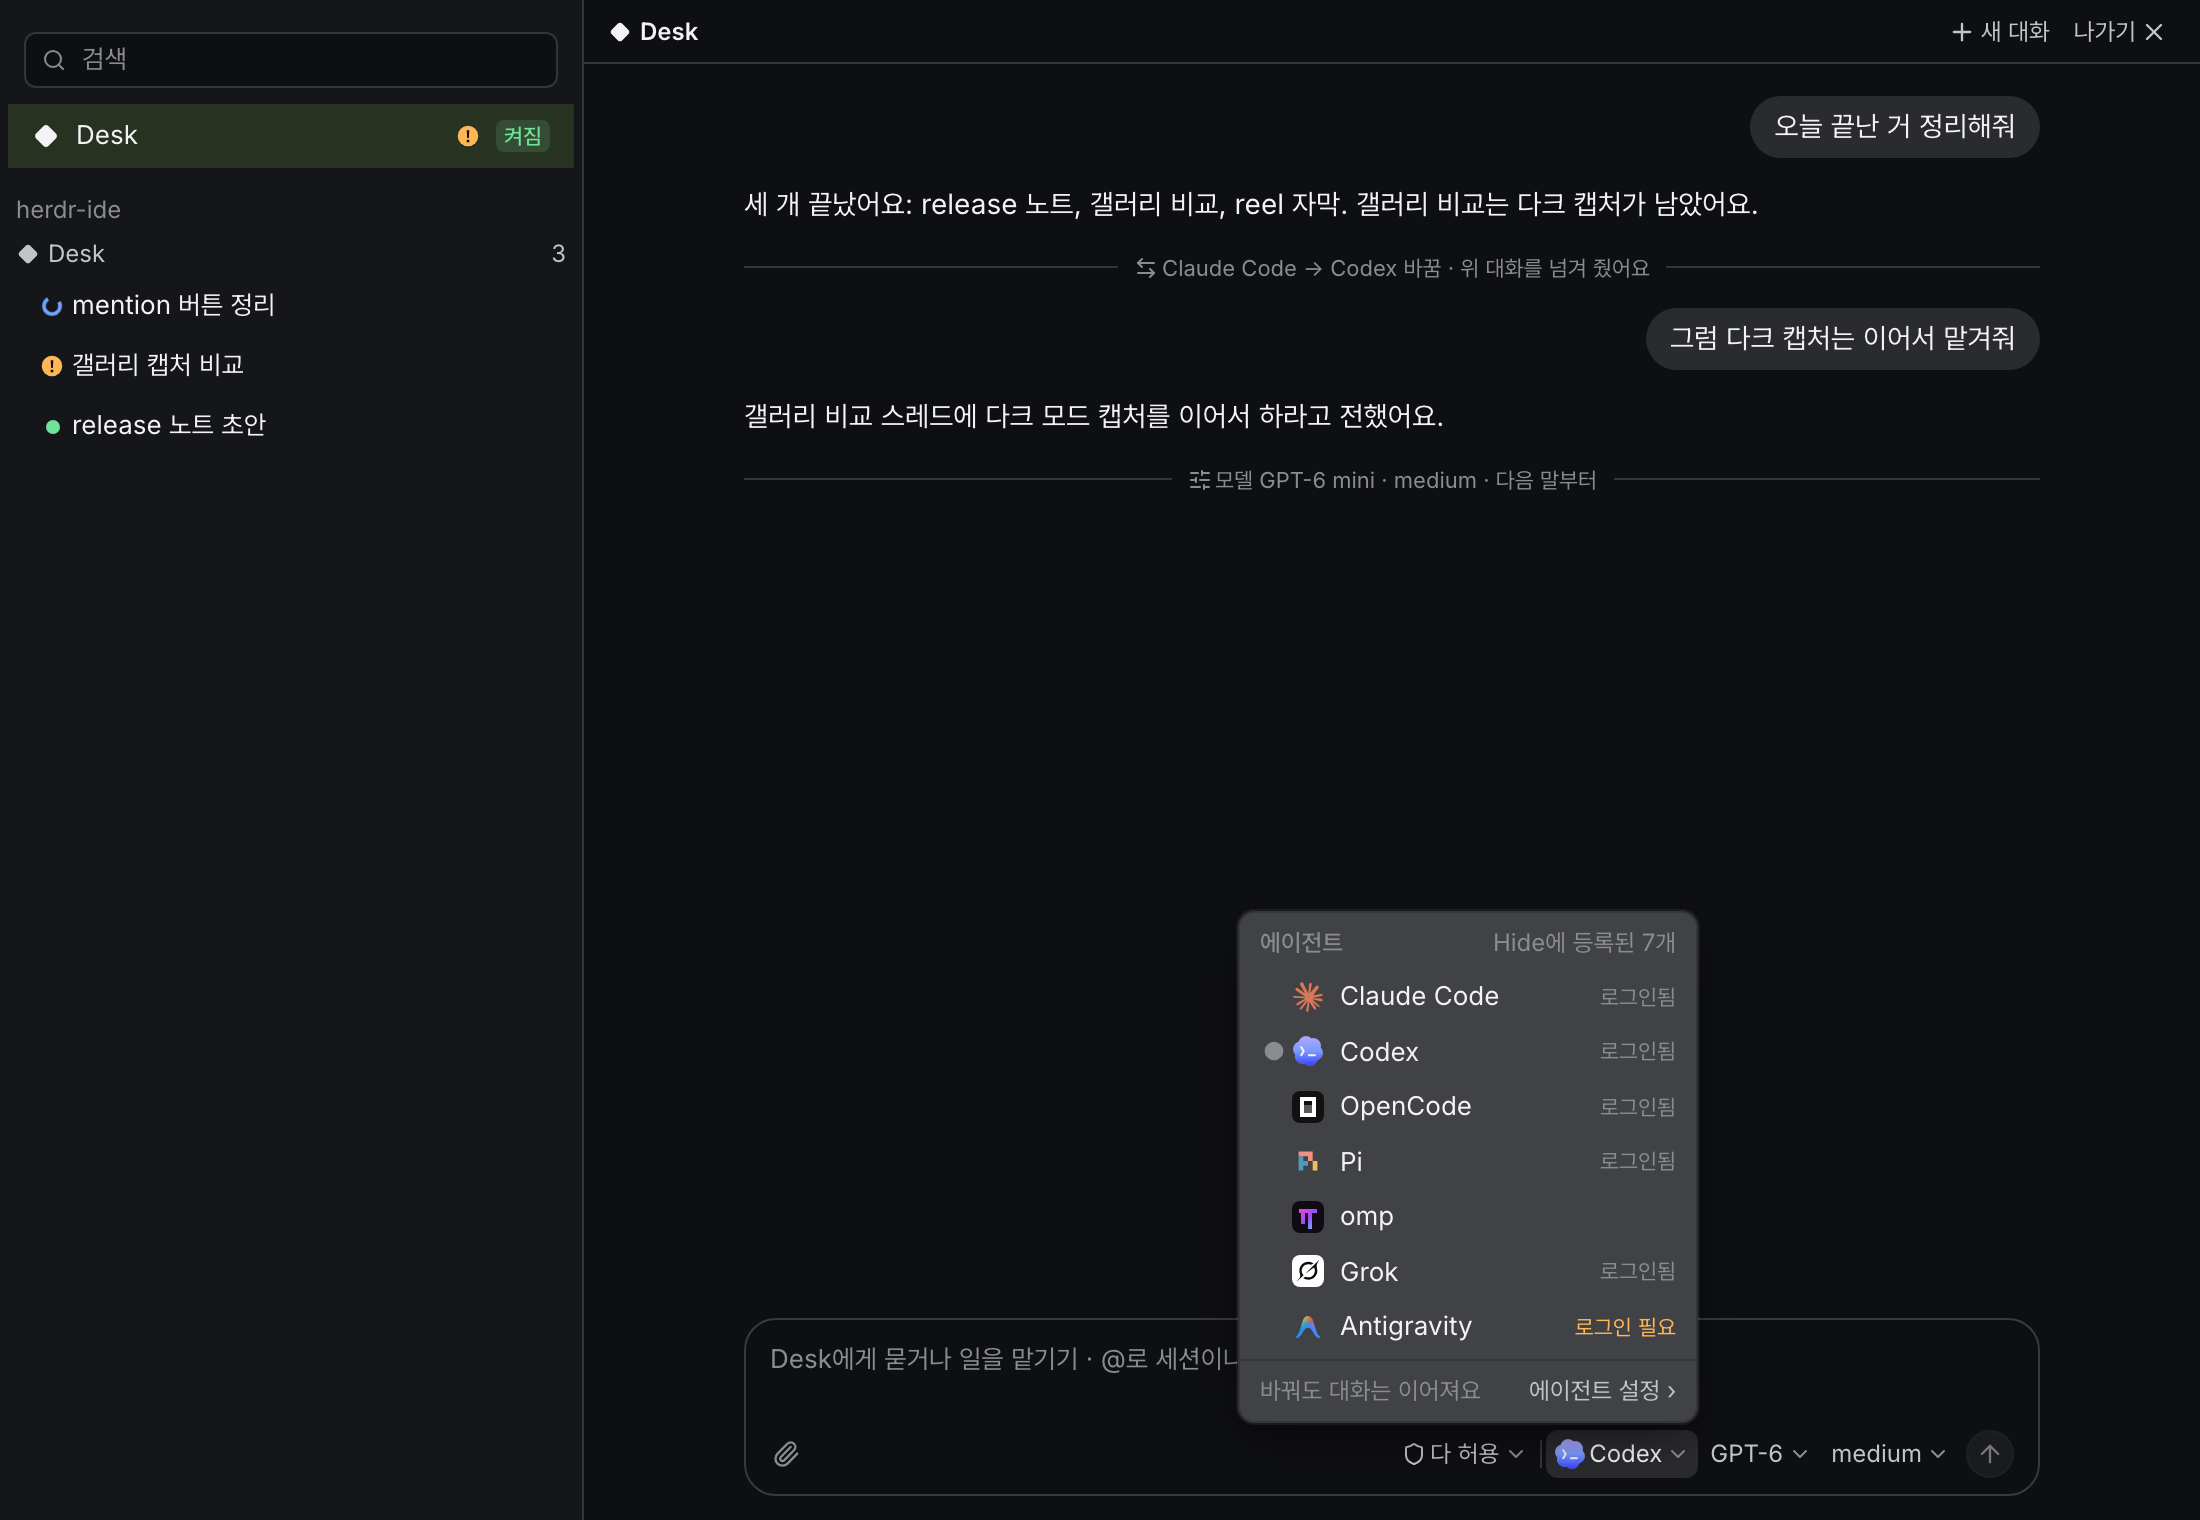 검색
Desk
켜짐
herdr-ide
Desk
3
mention 버튼 정리
갤러리 캡처 비교
release 노트 초안
Desk
새 대화
나가기
오늘 끝난 거 정리해줘
세 개 끝났어요: release 노트, 갤러리 비교, reel 자막. 갤러리 비교는 다크 캡처가 남았어요.
Claude Code → Codex 바꿈 · 위 대화를 넘겨 줬어요
그럼 다크 캡처는 이어서 맡겨줘
갤러리 비교 스레드에 다크 모드 캡처를 이어서 하라고 전했어요.
모델 GPT-6 mini · medium · 다음 말부터
에이전트
Hide에 등록된 7개
Claude Code
로그인됨
Codex
로그인됨
OpenCode
로그인됨
Pi
로그인됨
omp
Grok
로그인됨
Antigravity
로그인 필요
바꿔도 대화는 이어져요
에이전트 설정 ›
Desk에게 묻거나 일을 맡기기 · @로
다 허용
Codex
GPT-6
medium